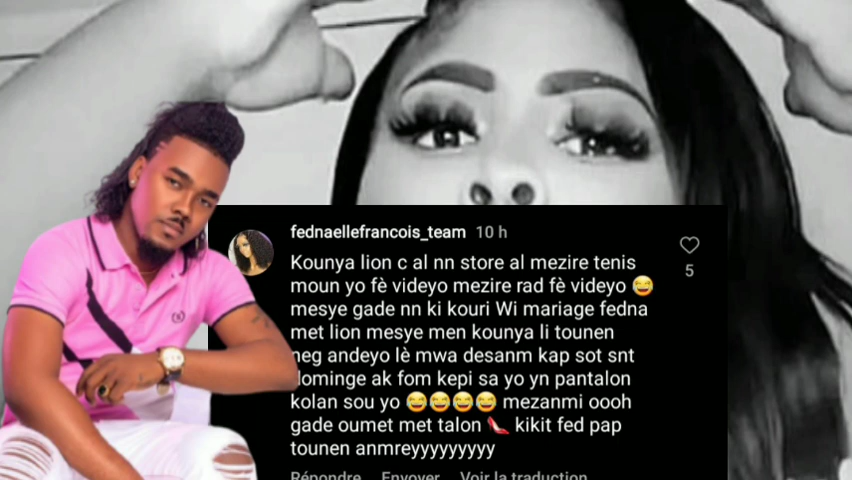 fednaellefrancois_team 10 h
Kounya lion c al nn store al mezire tenis
moun yo fè videyo mezire rad fè videyo 😂
mesye gade nn ki kouri Wi mariage fedna
met lion mesye men kounya li tounen
neg andeyo lè mwa desanm kap sot snt
dominge ak fom kepi sa yo yn pantalon
kolan sou yo 😂😂😂😂 mezanmi oooh
gade oumet met talon 👠 kikit fed pap
tounen anmreyyyyyyyyy
5
Répondre Envoyer Voir la traduction